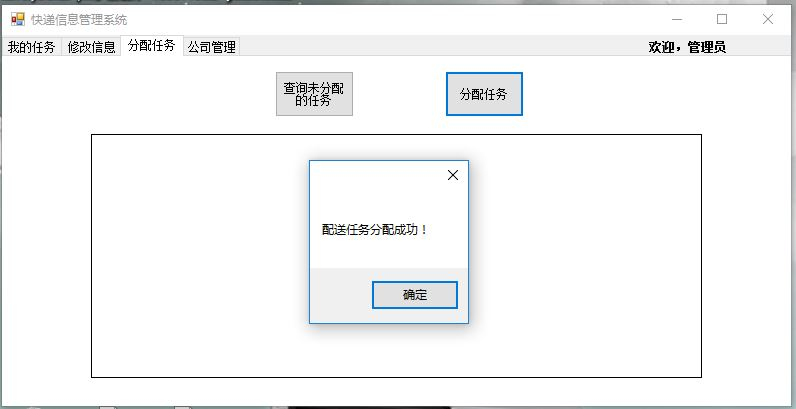 快递信息管理系统
我的任务 修改信息 分配任务 公司管理 欢迎，管理员
查询未分配
的任务
分配任务
配送任务分配成功！
确定